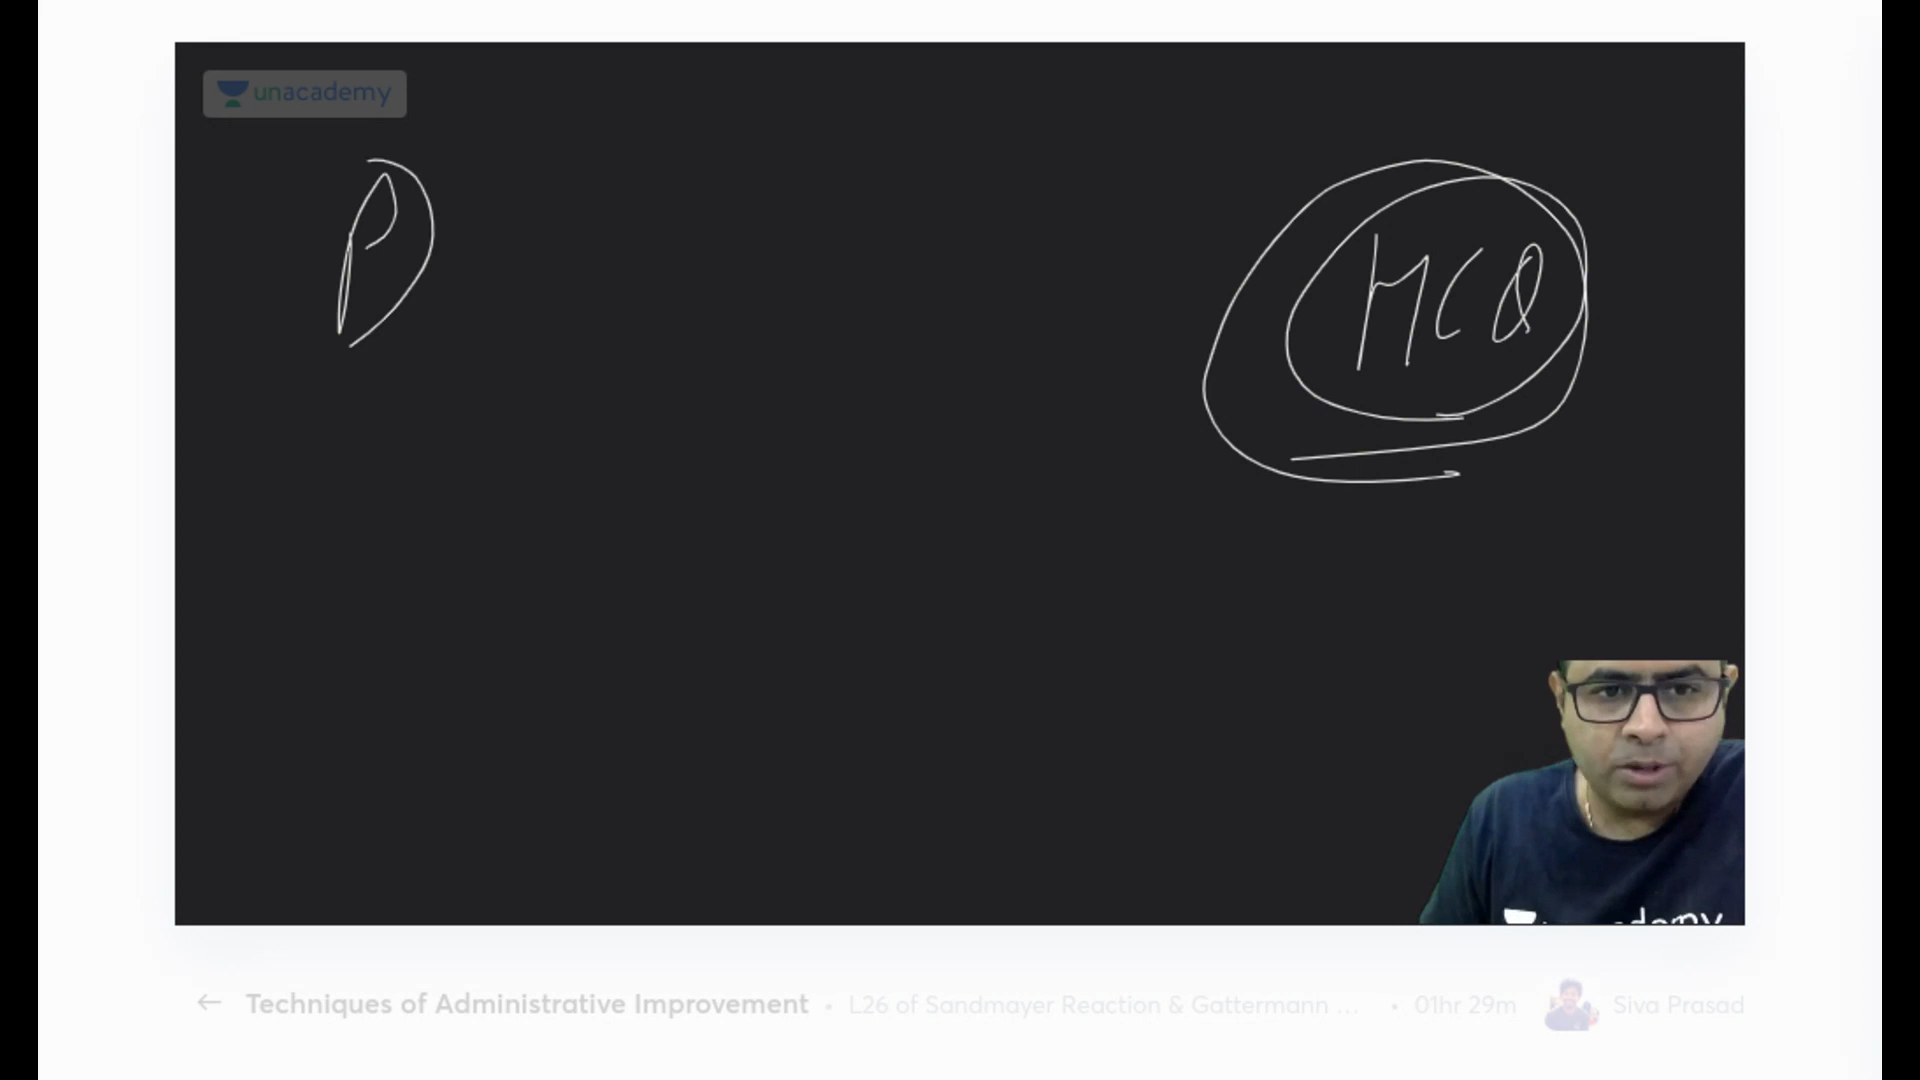 unacademy
P
MCQ
← Techniques of Administrative Improvement • L26 of Sandmayer Reaction & Gattermann ... • 01hr 29m Siva Prasad